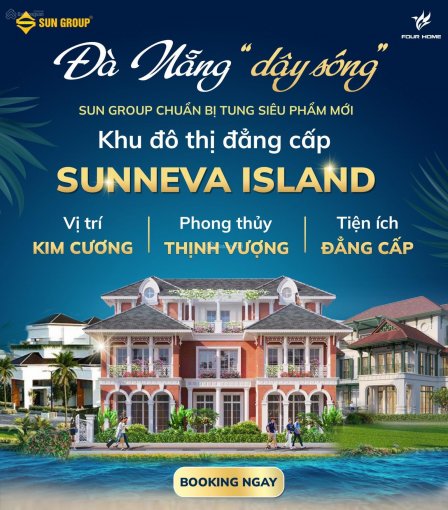 SUN GROUP
FOUR HOME
Đà Nẵng “dậy sóng”
SUN GROUP CHUẨN BỊ TUNG SIÊU PHẨM MỚI
Khu đô thị đẳng cấp
SUNNEVA ISLAND
Vị trí
KIM CƯƠNG
Phong thủy
THỊNH VƯỢNG
Tiện ích
ĐẲNG CẤP
BOOKING NGAY